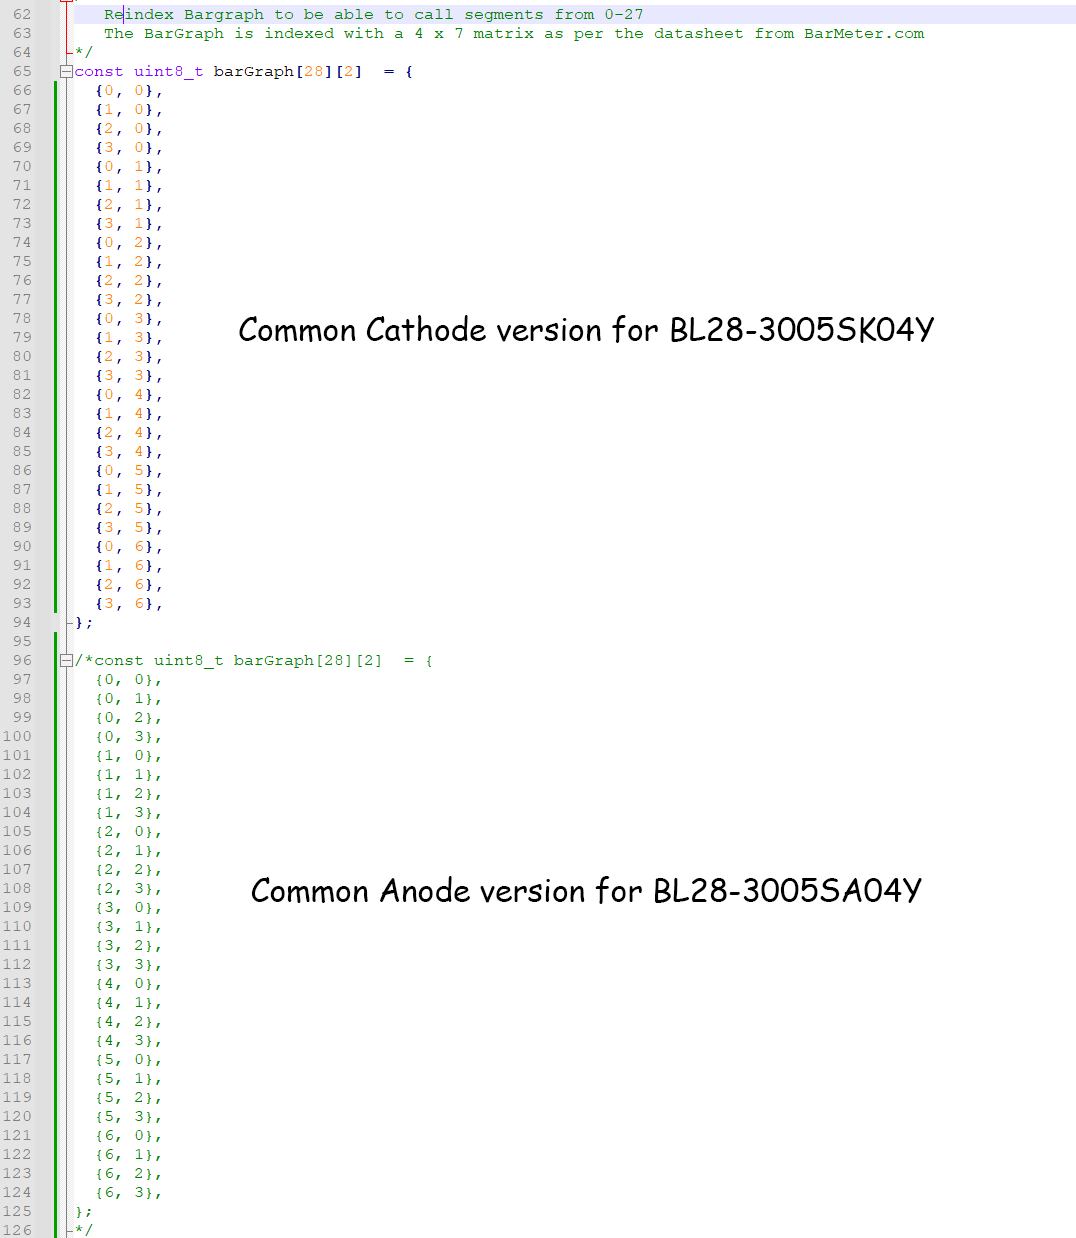 62 Reindex Bargraph to be able to call segments from 0-27
63 The BarGraph is indexed with a 4 x 7 matrix as per the datasheet from BarMeter.com
64 */
65 const uint8_t barGraph[28][2]  = {
66 {0, 0},
67 {1, 0},
68 {2, 0},
69 {3, 0},
70 {0, 1},
71 {1, 1},
72 {2, 1},
73 {3, 1},
74 {0, 2},
75 {1, 2},
76 {2, 2},
77 {3, 2},
78 {0, 3},
Common Cathode version for BL28-3005SK04Y
79 {1, 3},
80 {2, 3},
81 {3, 3},
82 {0, 4},
83 {1, 4},
84 {2, 4},
85 {3, 4},
86 {0, 5},
87 {1, 5},
88 {2, 5},
89 {3, 5},
90 {0, 6},
91 {1, 6},
92 {2, 6},
93 {3, 6},
94 };
95
96 /*const uint8_t barGraph[28][2]  = {
97 {0, 0},
98 {0, 1},
99 {0, 2},
100 {0, 3},
101 {1, 0},
102 {1, 1},
103 {1, 2},
104 {1, 3},
105 {2, 0},
106 {2, 1},
107 {2, 2},
108 {2, 3},
Common Anode version for BL28-3005SA04Y
109 {3, 0},
110 {3, 1},
111 {3, 2},
112 {3, 3},
113 {4, 0},
114 {4, 1},
115 {4, 2},
116 {4, 3},
117 {5, 0},
118 {5, 1},
119 {5, 2},
120 {5, 3},
121 {6, 0},
122 {6, 1},
123 {6, 2},
124 {6, 3},
125 };
126 */